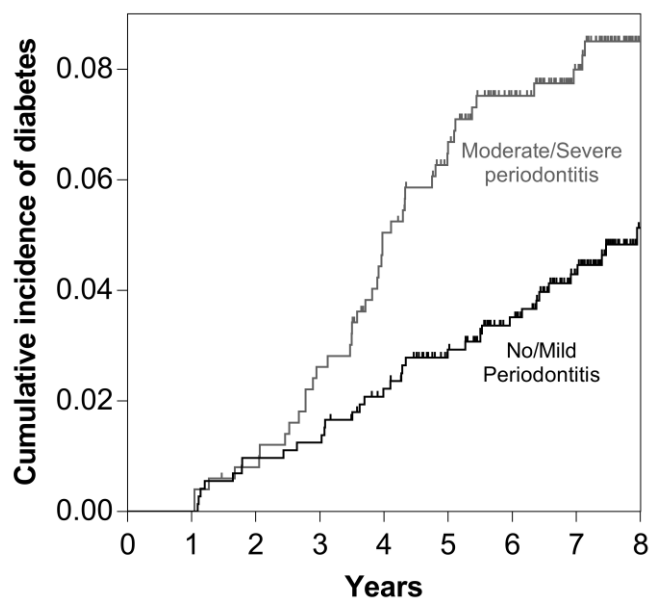 Cumulative incidence of diabetes
0.08
0.06
0.04
0.02
0.00
Moderate/Severe
periodontitis
No/Mild
Periodontitis
0 1 2 3 4 5 6 7 8
Years